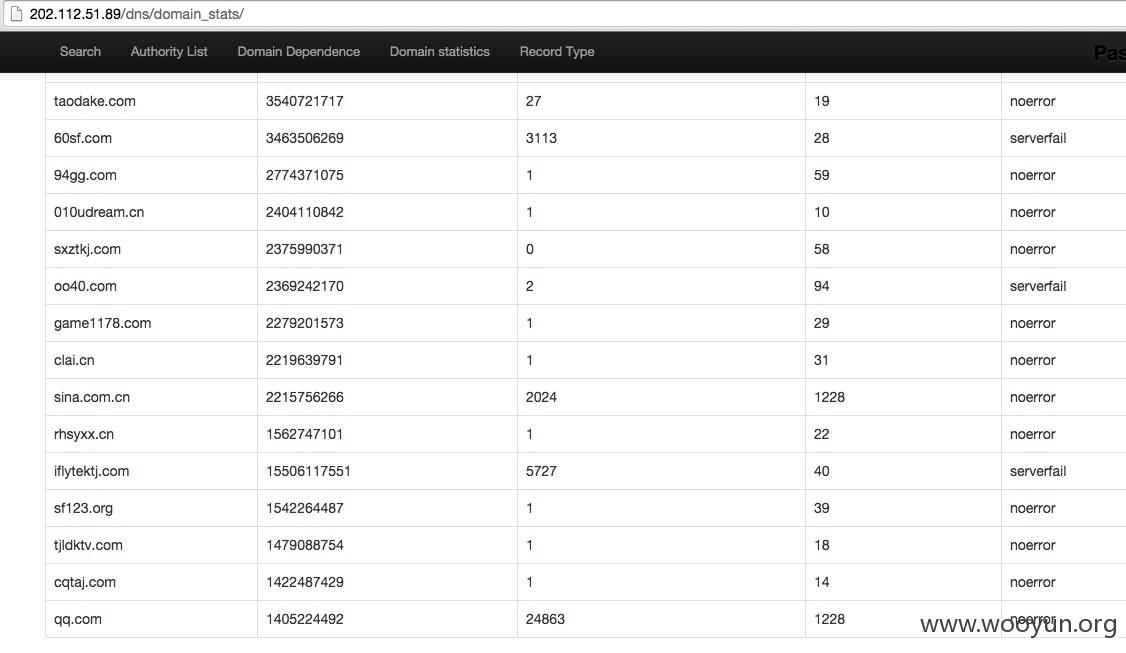 202.112.51.89/dns/domain_stats/
Search Authority List Domain Dependence Domain statistics Record Type Pas
taodake.com 3540721717 27 19 noerror
60sf.com 3463506269 3113 28 serverfail
94gg.com 2774371075 1 59 noerror
010udream.cn 2404110842 1 10 noerror
sxztkj.com 2375990371 0 58 noerror
oo40.com 2369242170 2 94 serverfail
game1178.com 2279201573 1 29 noerror
clai.cn 2219639791 1 31 noerror
sina.com.cn 2215756266 2024 1228 noerror
rhsyxx.cn 1562747101 1 22 noerror
iflytektj.com 15506117551 5727 40 serverfail
sf123.org 1542264487 1 39 noerror
tjldktv.com 1479088754 1 18 noerror
cqtaj.com 1422487429 1 14 noerror
qq.com 1405224492 24863 1228 noerror
www.wooyun.org